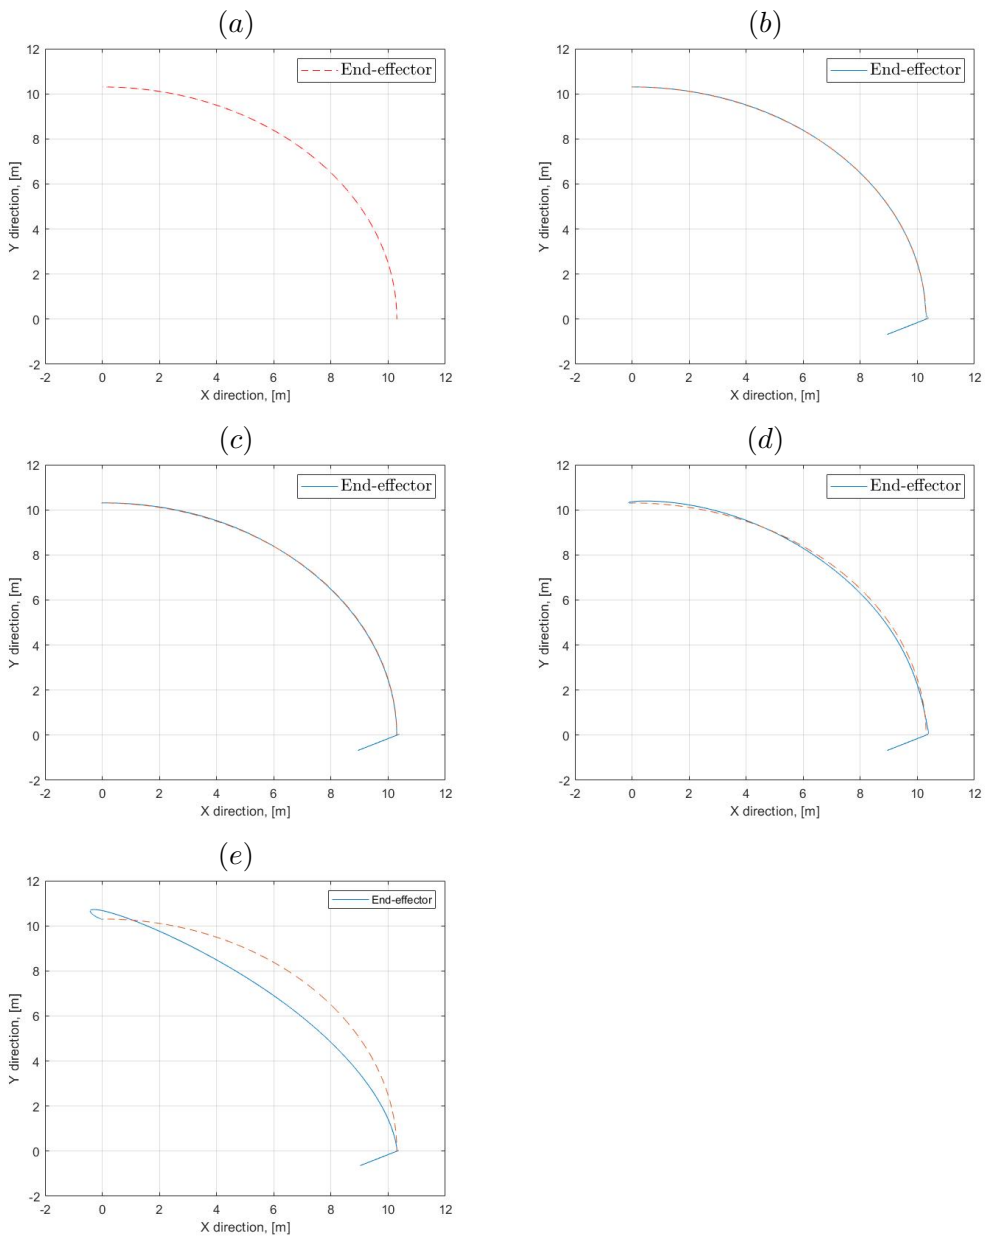 (a)
End-effector
12
10
8
6
4
2
0
-2
-2 0 2 4 6 8 10 12
Y direction, [m]
X direction, [m]
(b)
End-effector
12
10
8
6
4
2
0
-2
-2 0 2 4 6 8 10 12
Y direction, [m]
X direction, [m]
(c)
End-effector
12
10
8
6
4
2
0
-2
-2 0 2 4 6 8 10 12
Y direction, [m]
X direction, [m]
(d)
End-effector
12
10
8
6
4
2
0
-2
-2 0 2 4 6 8 10 12
Y direction, [m]
X direction, [m]
(e)
End-effector
12
10
8
6
4
2
0
-2
-2 0 2 4 6 8 10 12
Y direction, [m]
X direction, [m]